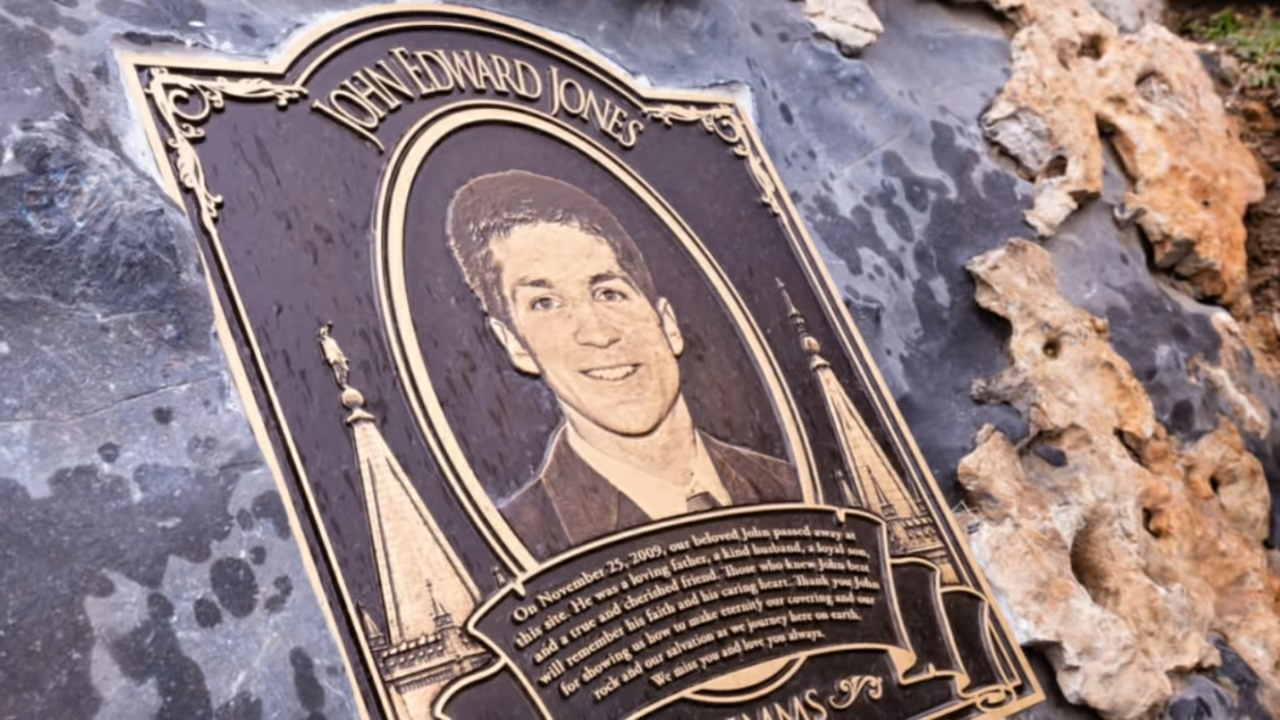 JOHN EDWARD JONES
On November 25, 2009, our beloved John passed away at
this site. He was a loving father, a kind husband, a loyal son,
and a true and cherished friend. Those who knew John best
will remember his faith and his caring heart. Thank you John
for showing us how to make eternity our covering and our
rock and our salvation as we journey here on earth.
We miss you and love you always.